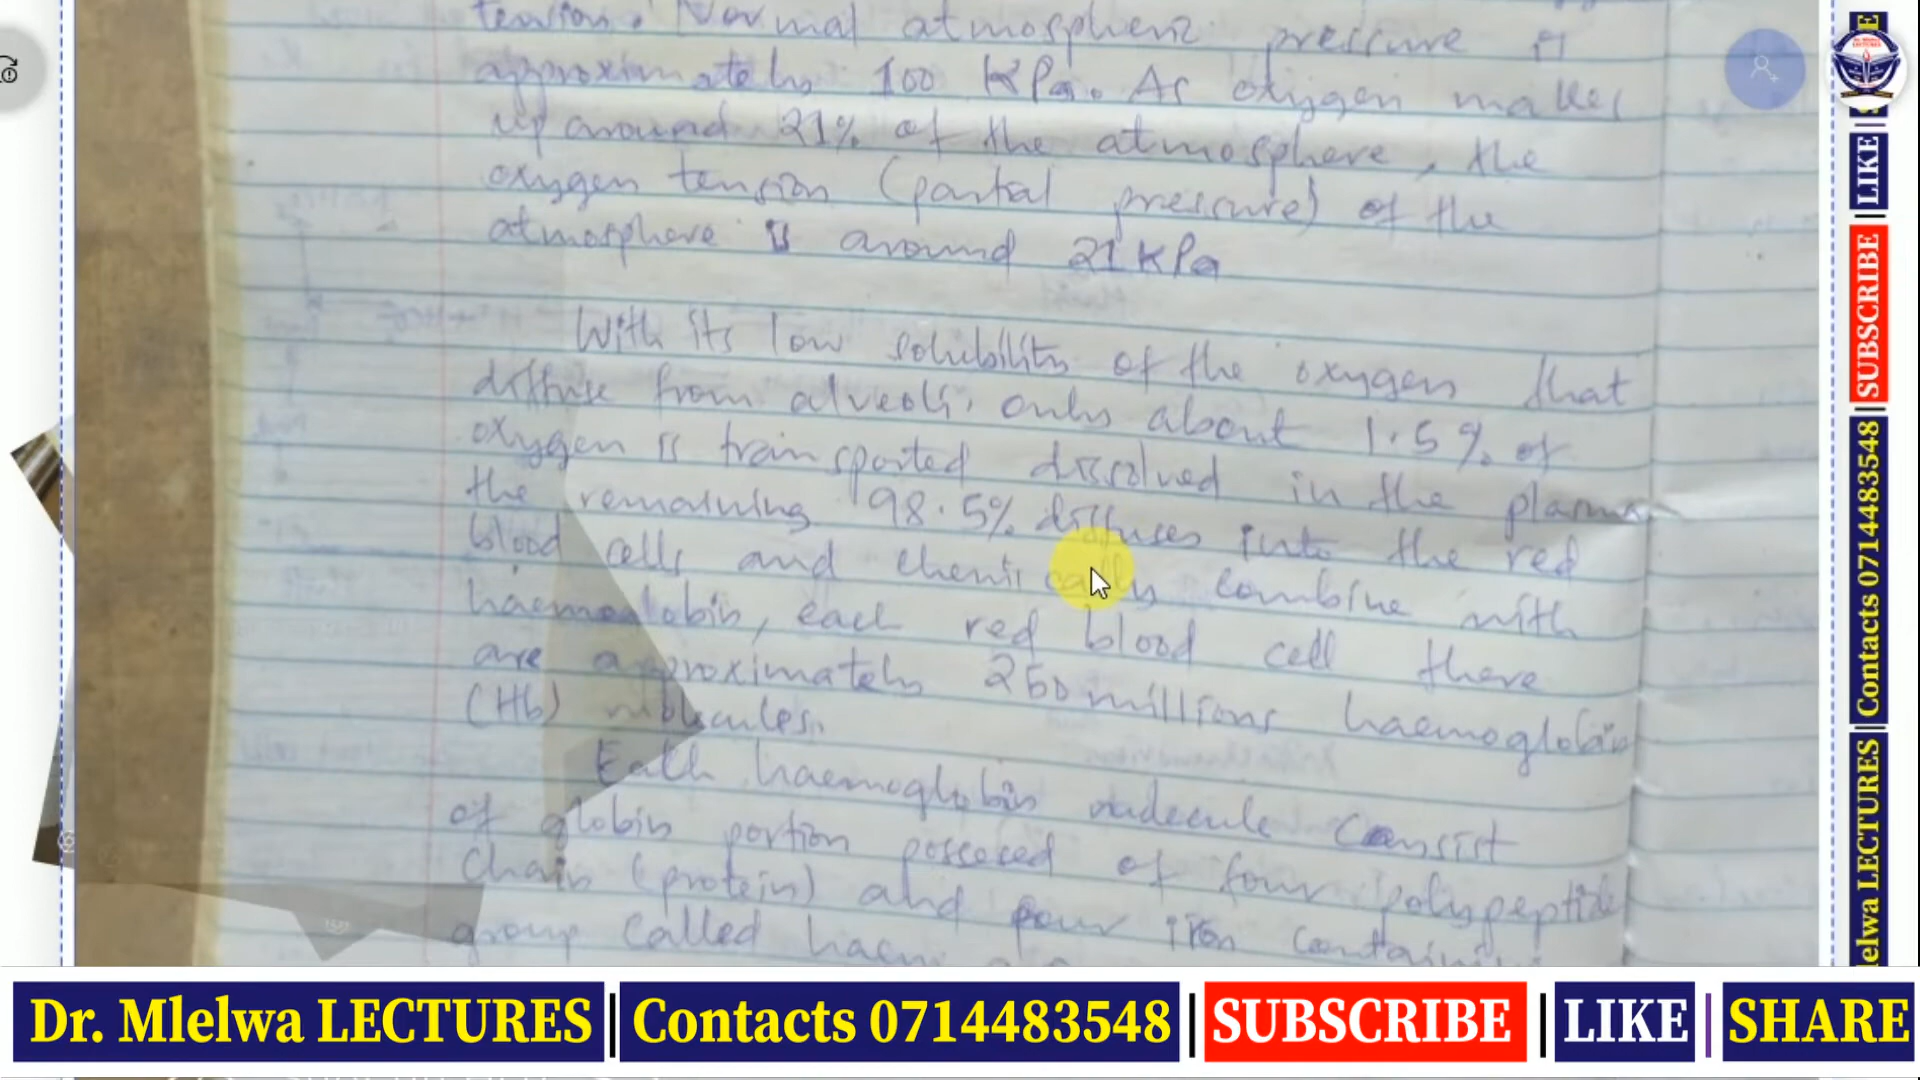 tension. Normal atmospheric pressure is
approximately 100 KPa. As oxygen makes
up around 21% of the atmosphere, the
oxygen tension (partial pressure) of the
atmosphere is around 21KPa
With its low solubility of the oxygen that
diffuse from alveoli, only about 1.5% of
oxygen is transported dissolved in the plasma
the remaining 98.5% diffuses into the red
blood cells and chemically combine with
haemoglobin, each red blood cell there
are approximately 250 millions haemoglobin
(Hb) molecules.
Each haemoglobin molecule consist
of globin portion of four polypeptide
chain (protein) and four iron
group called haem
Dr. Mlelwa LECTURES | Contacts 0714483548 | SUBSCRIBE | LIKE | SHARE
elwa LECTURES | Contacts 0714483548 | SUBSCRIBE | LIKE |